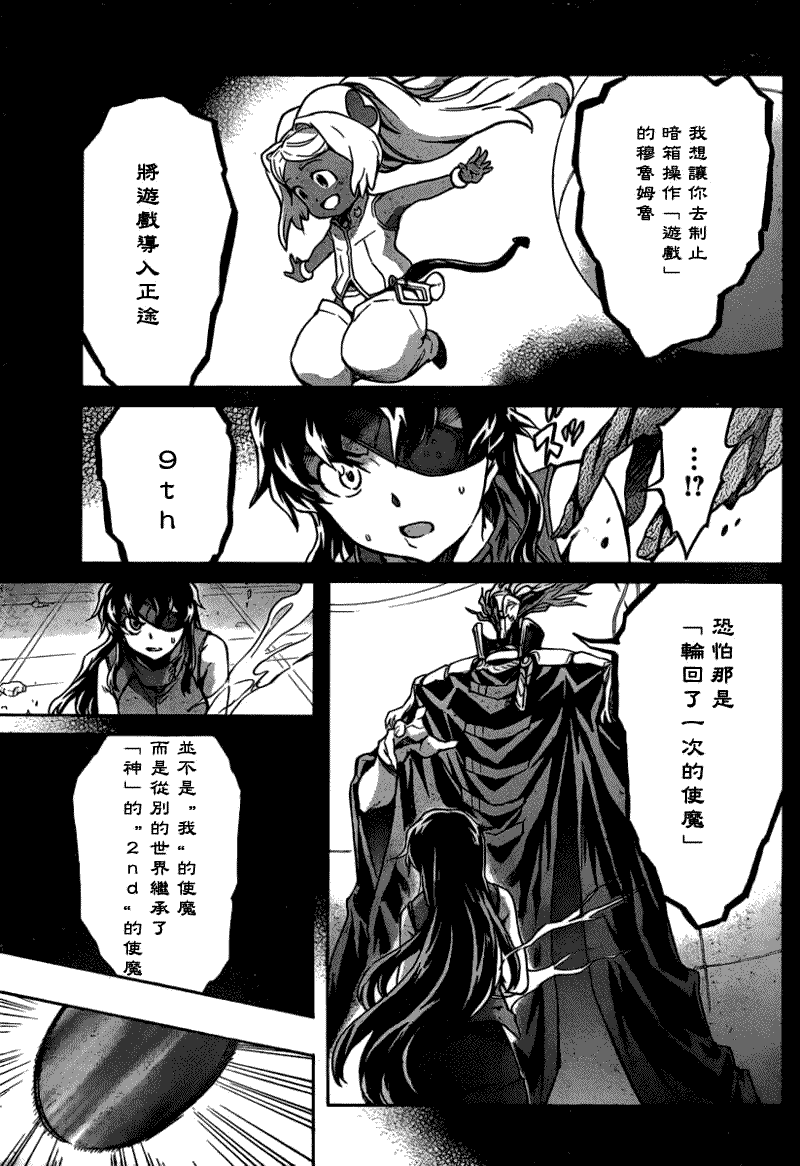 我想讓你去制止
暗箱操作「遊戲」
的穆魯姆魯
將遊戲導入正途
…!?
9th
恐怕那是
「輪回了一次的使魔」
並不是”我“的使魔
而是從別的世界繼承了
「神」的”2nd“的使魔